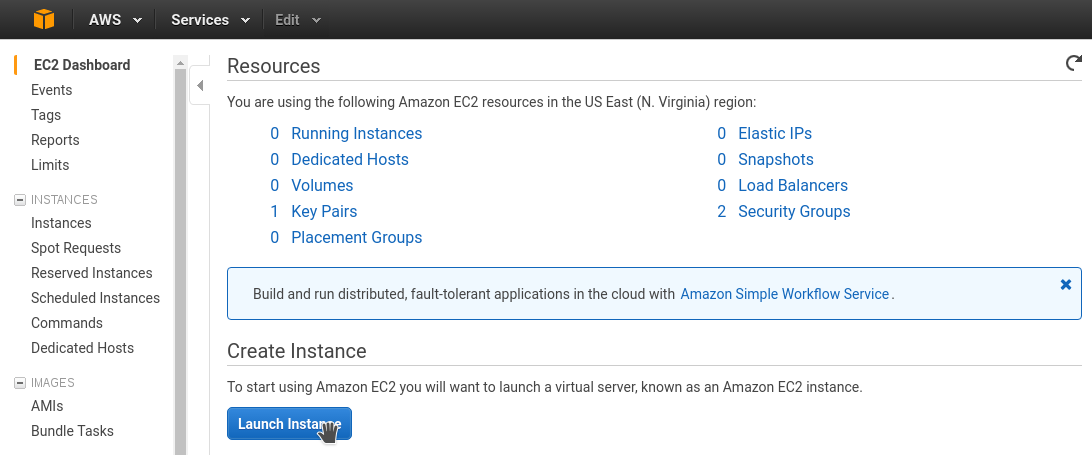 AWS Services Edit
EC2 Dashboard
Events
Tags
Reports
Limits
INSTANCES
Instances
Spot Requests
Reserved Instances
Scheduled Instances
Commands
Dedicated Hosts
IMAGES
AMIs
Bundle Tasks
Resources
You are using the following Amazon EC2 resources in the US East (N. Virginia) region:
0 Running Instances
0 Elastic IPs
0 Dedicated Hosts
0 Snapshots
0 Volumes
0 Load Balancers
1 Key Pairs
2 Security Groups
0 Placement Groups
Build and run distributed, fault-tolerant applications in the cloud with Amazon Simple Workflow Service .
Create Instance
To start using Amazon EC2 you will want to launch a virtual server, known as an Amazon EC2 instance.
Launch Instance